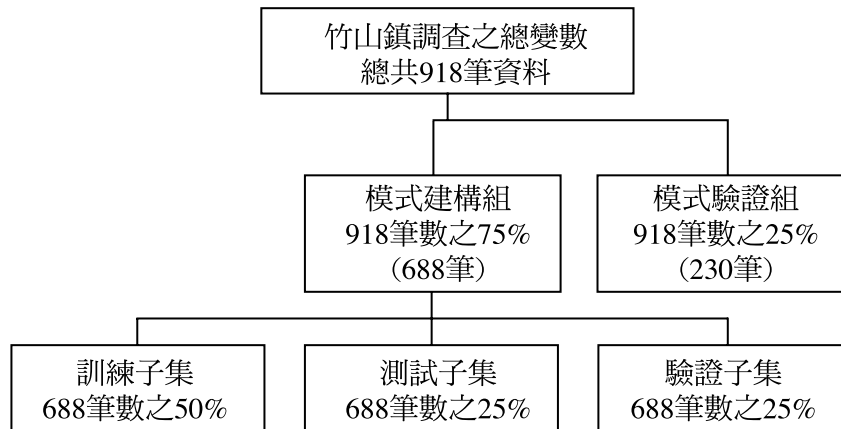 竹山鎮調查之總變數
總共918筆資料
模式建構組
918筆數之75%
(688筆)
模式驗證組
918筆數之25%
(230筆)
訓練子集
688筆數之50%
測試子集
688筆數之25%
驗證子集
688筆數之25%